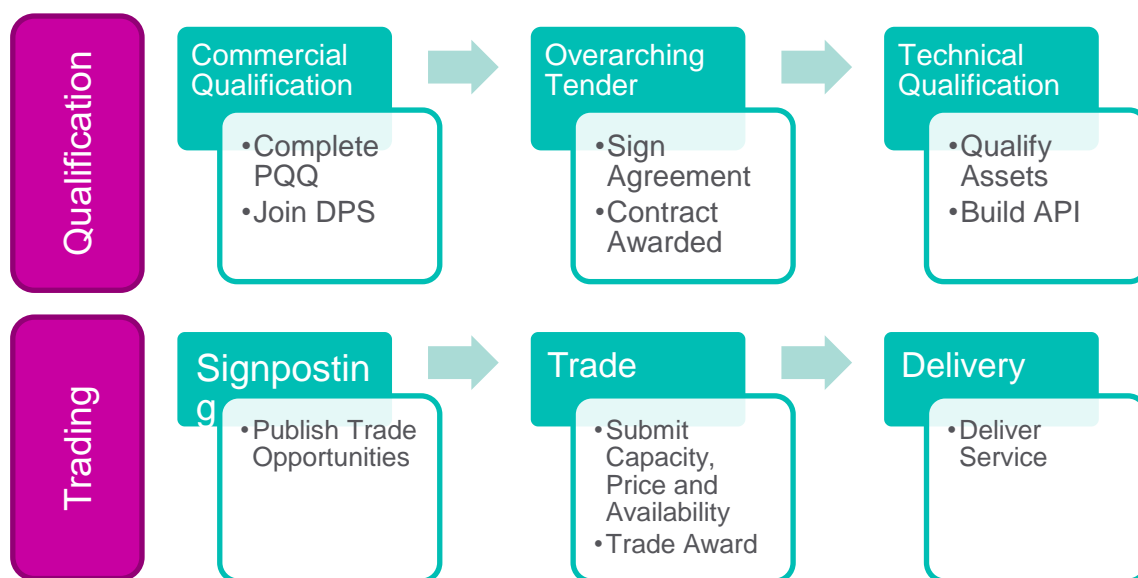 Qualification
Commercial
Qualification
•Complete
PQQ
•Join DPS
Overarching
Tender
•Sign
Agreement
•Contract
Awarded
Technical
Qualification
•Qualify
Assets
•Build API
Trading
Signpostin
g
•Publish Trade
Opportunities
Trade
•Submit
Capacity,
Price and
Availability
•Trade Award
Delivery
•Deliver
Service